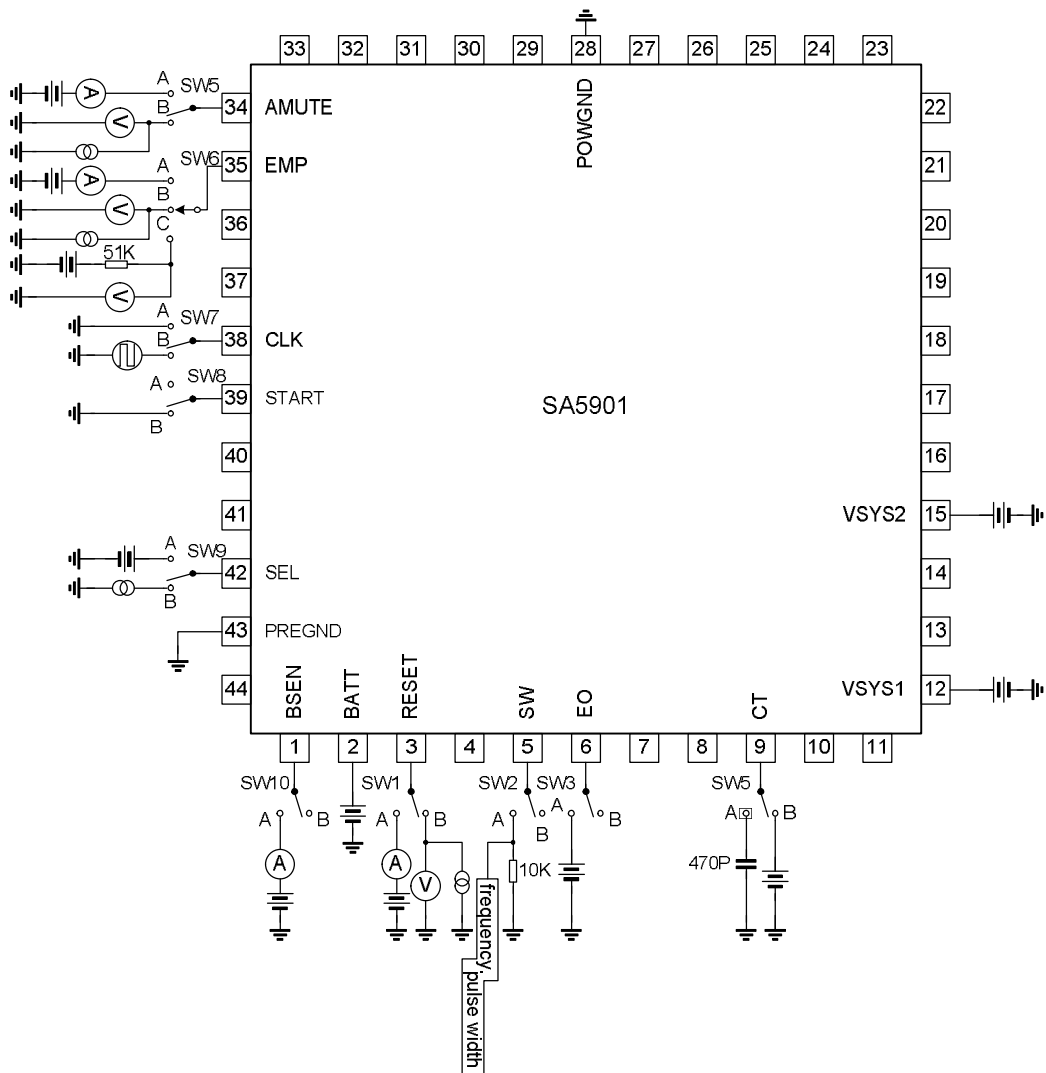 33 32 31 30 29 28 27 26 25 24 23
POWGND
A SW5
A
B
V
34 AMUTE
22
SW6
A
A
B
V
C
35 EMP
21
36
20
51K
V
37
19
A SW7
B
38 CLK
18
A SW8
B
39 START
17
SA5901
40
16
41
VSYS2 15
A SW9
B
42 SEL
14
43 PREGND
13
44
VSYS1 12
BSEN
BATT
RESET
SW
EO
CT
1 2 3 4 5 6 7 8 9 10 11
SW10
A B
A
SW1
A B
A
V
SW2
A
B
10K
frequency,
pulse width
SW3
A
B
SW5
A B
470P